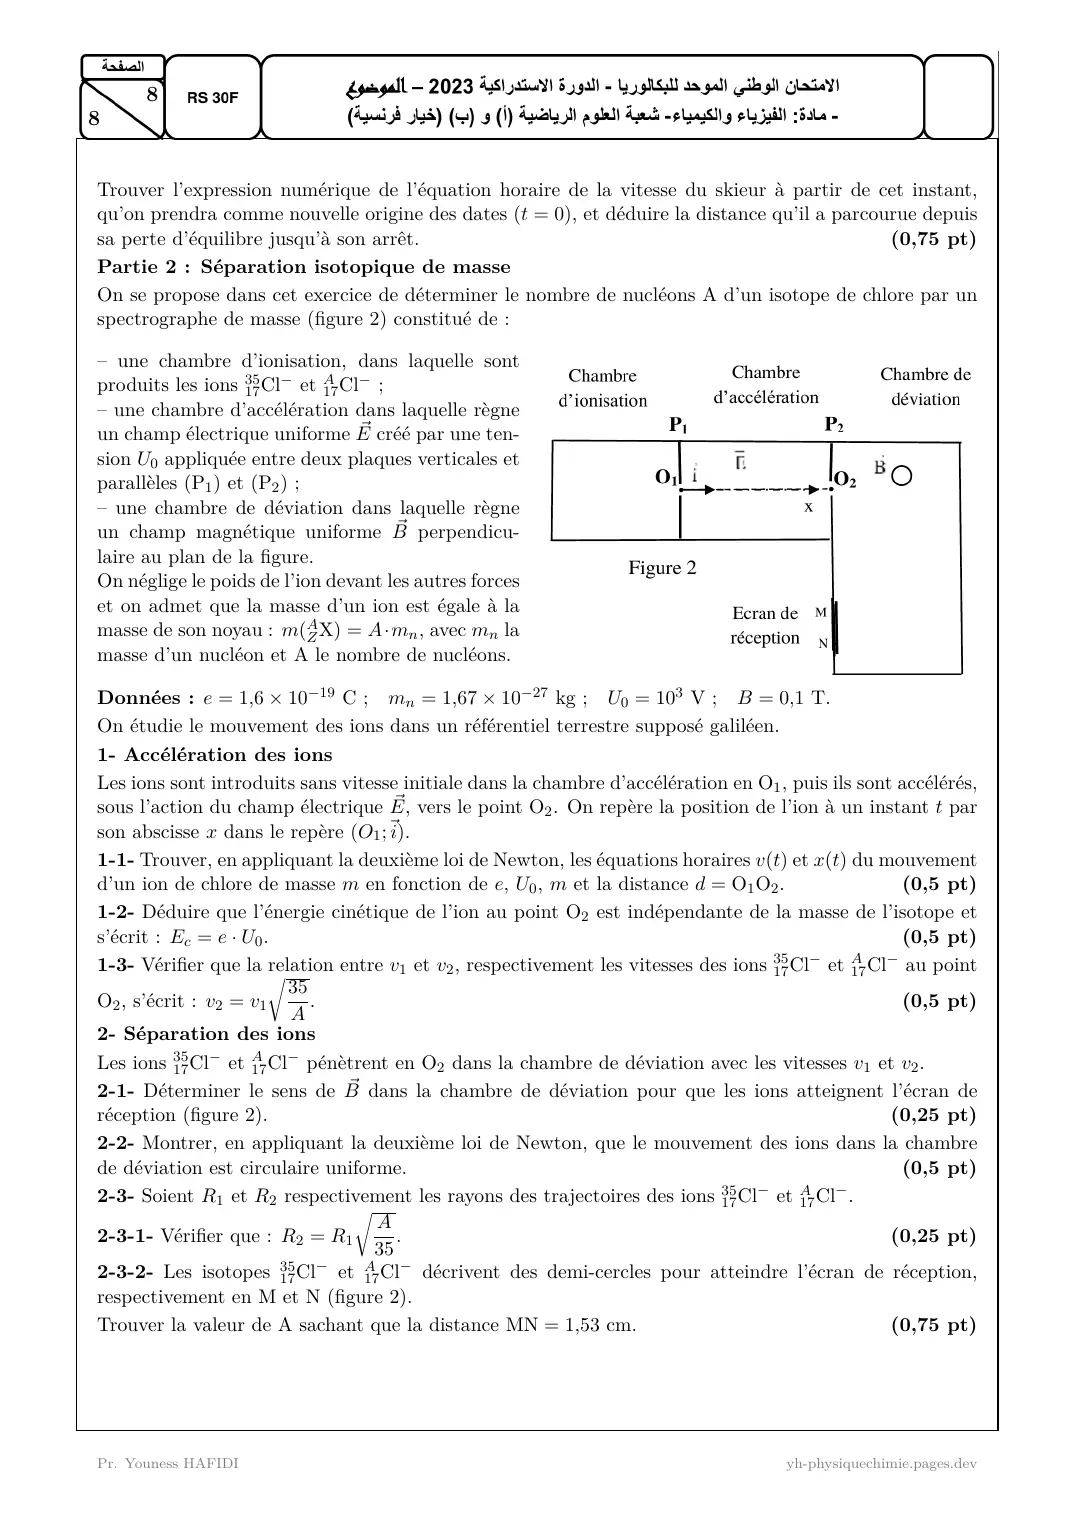 الصفحة
8
8
RS 30F
الامتحان الوطني الموحد للبكالوريا - الدورة الاستدراكية 2023 – الموضوع
- مادة: الفيزياء والكيمياء- شعبة العلوم الرياضية (أ) و (ب) (خيار فرنسية)
Trouver l'expression numérique de l'équation horaire de la vitesse du skieur à partir de cet instant,
qu'on prendra comme nouvelle origine des dates (t = 0), et déduire la distance qu'il a parcourue depuis
sa perte d'équilibre jusqu'à son arrêt. (0,75 pt)
Partie 2 : Séparation isotopique de masse
On se propose dans cet exercice de déterminer le nombre de nucléons A d'un isotope de chlore par un
spectrographe de masse (figure 2) constitué de :
– une chambre d'ionisation, dans laquelle sont
produits les ions ³⁵₁₇Cl⁻ et ᴬ₁₇Cl⁻ ;
– une chambre d'accélération dans laquelle règne
un champ électrique uniforme E⃗ créé par une ten-
sion U₀ appliquée entre deux plaques verticales et
parallèles (P₁) et (P₂) ;
– une chambre de déviation dans laquelle règne
un champ magnétique uniforme B⃗ perpendicu-
laire au plan de la figure.
On néglige le poids de l'ion devant les autres forces
et on admet que la masse d'un ion est égale à la
masse de son noyau : m(ᴬ_Z X) = A·mₙ, avec mₙ la
masse d'un nucléon et A le nombre de nucléons.
Chambre
d'ionisation
Chambre
d'accélération
Chambre de
déviation
P₁
P₂
O₁
i
E
O₂
B
x
Figure 2
Ecran de
réception
M
N
Données : e = 1,6 × 10⁻¹⁹ C ; mₙ = 1,67 × 10⁻²⁷ kg ; U₀ = 10³ V ; B = 0,1 T.
On étudie le mouvement des ions dans un référentiel terrestre supposé galiléen.
1- Accélération des ions
Les ions sont introduits sans vitesse initiale dans la chambre d'accélération en O₁, puis ils sont accélérés,
sous l'action du champ électrique E⃗, vers le point O₂. On repère la position de l'ion à un instant t par
son abscisse x dans le repère (O₁; i⃗).
1-1- Trouver, en appliquant la deuxième loi de Newton, les équations horaires v(t) et x(t) du mouvement
d'un ion de chlore de masse m en fonction de e, U₀, m et la distance d = O₁O₂. (0,5 pt)
1-2- Déduire que l'énergie cinétique de l'ion au point O₂ est indépendante de la masse de l'isotope et
s'écrit : E_c = e · U₀. (0,5 pt)
1-3- Vérifier que la relation entre v₁ et v₂, respectivement les vitesses des ions ³⁵₁₇Cl⁻ et ᴬ₁₇Cl⁻ au point
O₂, s'écrit : v₂ = v₁√(35/A). (0,5 pt)
2- Séparation des ions
Les ions ³⁵₁₇Cl⁻ et ᴬ₁₇Cl⁻ pénètrent en O₂ dans la chambre de déviation avec les vitesses v₁ et v₂.
2-1- Déterminer le sens de B⃗ dans la chambre de déviation pour que les ions atteignent l'écran de
réception (figure 2). (0,25 pt)
2-2- Montrer, en appliquant la deuxième loi de Newton, que le mouvement des ions dans la chambre
de déviation est circulaire uniforme. (0,5 pt)
2-3- Soient R₁ et R₂ respectivement les rayons des trajectoires des ions ³⁵₁₇Cl⁻ et ᴬ₁₇Cl⁻.
2-3-1- Vérifier que : R₂ = R₁√(A/35). (0,25 pt)
2-3-2- Les isotopes ³⁵₁₇Cl⁻ et ᴬ₁₇Cl⁻ décrivent des demi-cercles pour atteindre l'écran de réception,
respectivement en M et N (figure 2).
Trouver la valeur de A sachant que la distance MN = 1,53 cm. (0,75 pt)
Pr. Youness HAFIDI
yh-physiquechimie.pages.dev